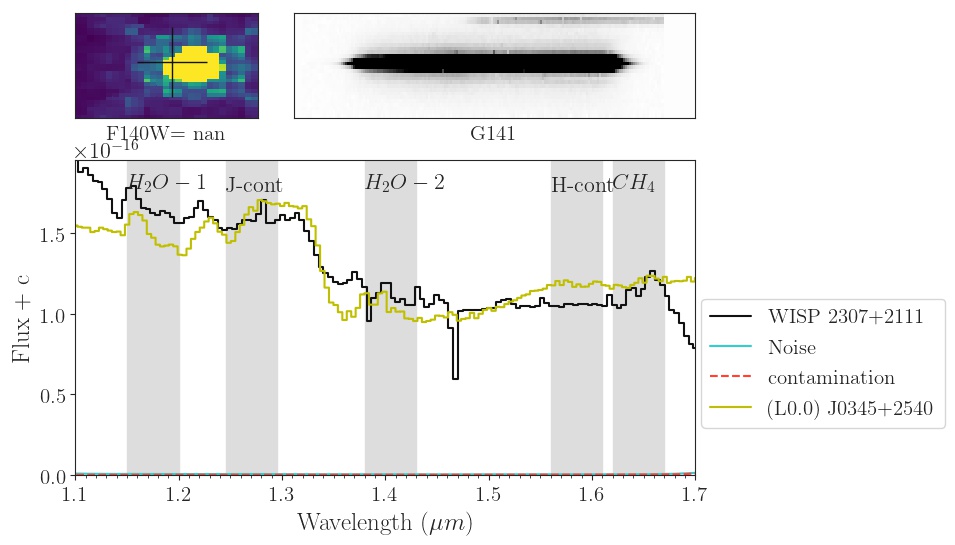 F140W= nan
G141
×10⁻¹⁶
H₂O − 1
J-cont
H₂O − 2
H-cont
CH₄
1.5
1.0
0.5
0.0
Flux + c
1.1
1.2
1.3
1.4
1.5
1.6
1.7
Wavelength (μm)
WISP 2307+2111
Noise
contamination
(L0.0) J0345+2540